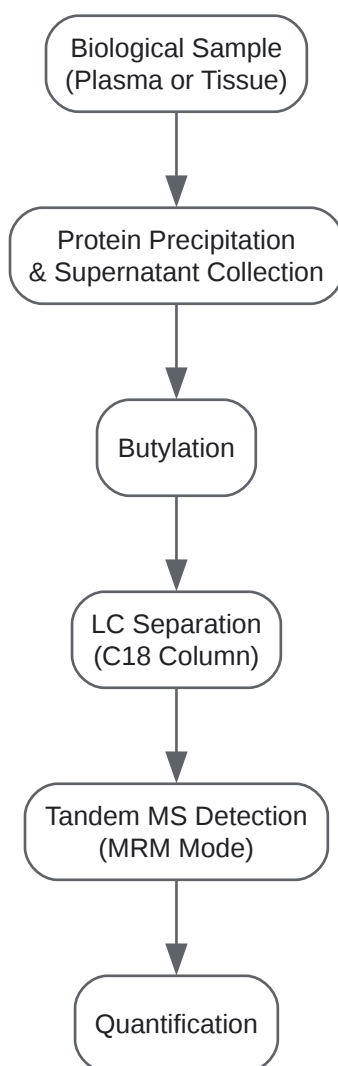 Biological Sample
(Plasma or Tissue)
Protein Precipitation
& Supernatant Collection
Butylation
LC Separation
(C18 Column)
Tandem MS Detection
(MRM Mode)
Quantification